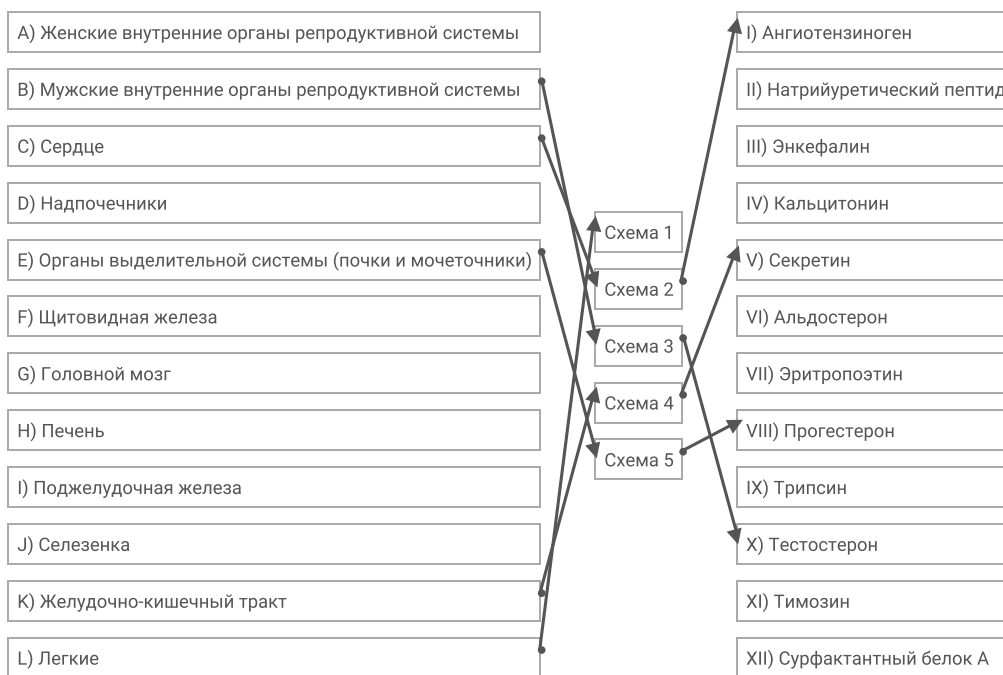 A) Женские внутренние органы репродуктивной системы
B) Мужские внутренние органы репродуктивной системы
C) Сердце
D) Надпочечники
E) Органы выделительной системы (почки и мочеточники)
F) Щитовидная железа
G) Головной мозг
H) Печень
I) Поджелудочная железа
J) Селезенка
K) Желудочно-кишечный тракт
L) Легкие
Схема 1
Схема 2
Схема 3
Схема 4
Схема 5
I) Ангиотензиноген
II) Натрийуретический пептид
III) Энкефалин
IV) Кальцитонин
V) Секретин
VI) Альдостерон
VII) Эритропоэтин
VIII) Прогестерон
IX) Трипсин
X) Тестостерон
XI) Тимозин
XII) Сурфактантный белок А